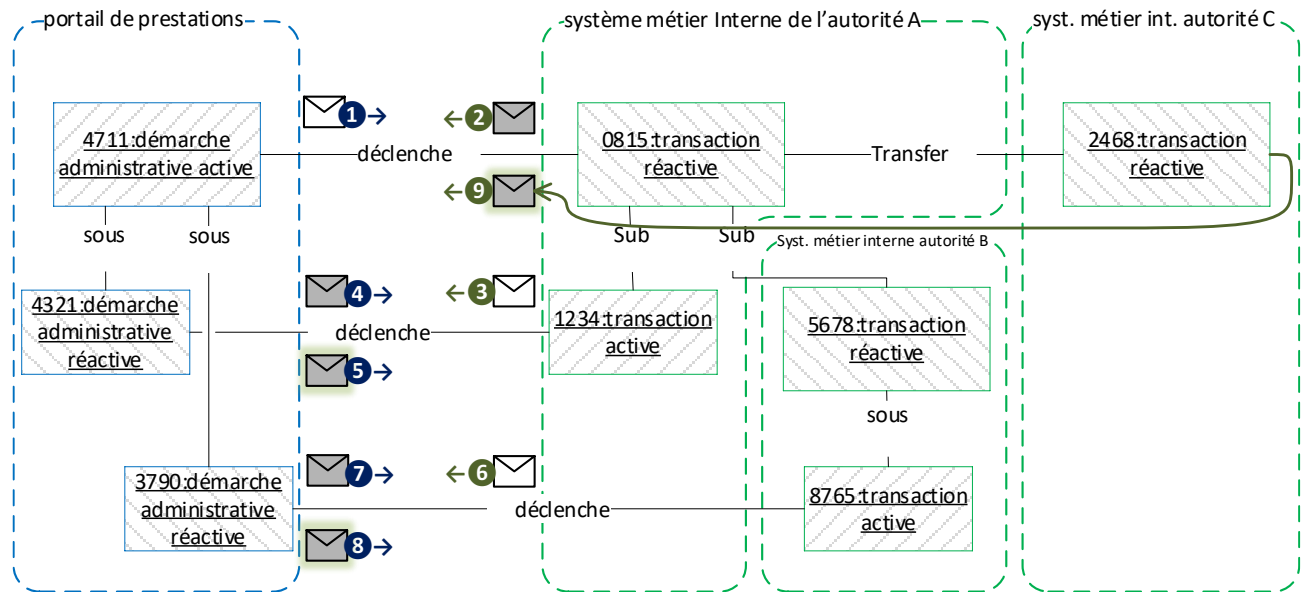 portail de prestations
système métier Interne de l’autorité A
syst. métier int. autorité C
1
2
4711:démarche
administrative active
déclenche
0815:transaction
réactive
Transfer
2468:transaction
réactive
9
sous
sous
Sub
Sub
Syst. métier interne autorité B
4
3
4321:démarche
administrative
réactive
déclenche
1234:transaction
active
5678:transaction
réactive
5
sous
7
6
3790:démarche
administrative
réactive
déclenche
8765:transaction
active
8